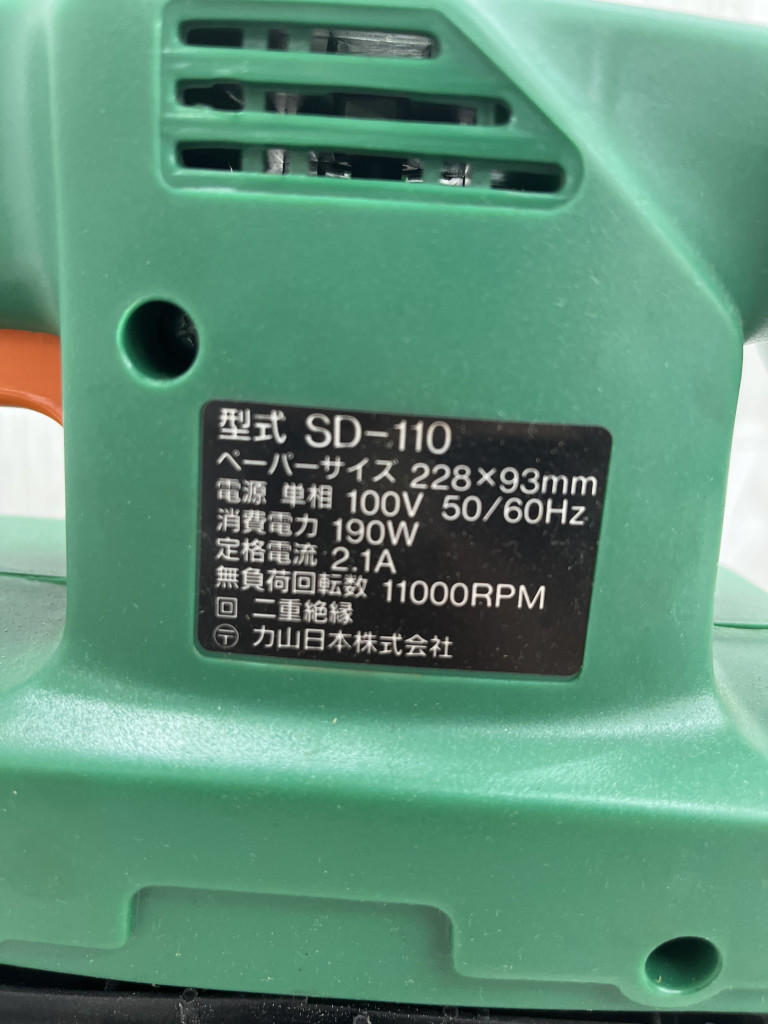 型式 SD-110
ペーパーサイズ 228×93mm
電源 単相 100V 50/60Hz
消費電力 190W
定格電流 2.1A
無負荷回転数 11000RPM
回 二重絶縁
〶 力山日本株式会社